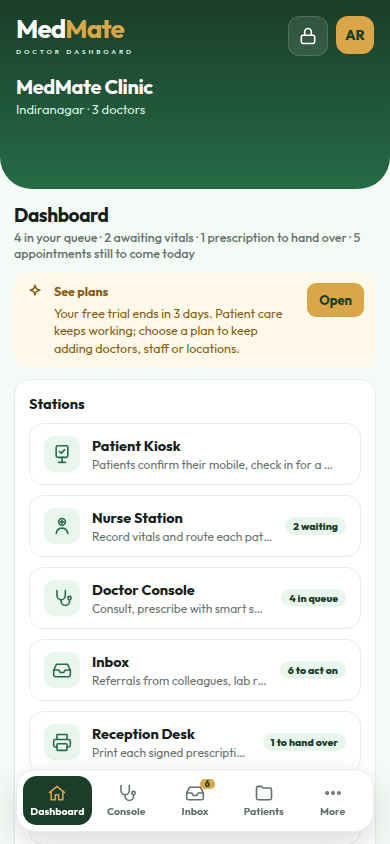 MedMate
DOCTOR DASHBOARD
AR
MedMate Clinic
Indiranagar · 3 doctors
Dashboard
4 in your queue · 2 awaiting vitals · 1 prescription to hand over · 5
appointments still to come today
See plans
Your free trial ends in 3 days. Patient care
keeps working; choose a plan to keep
adding doctors, staff or locations.
Open
Stations
Patient Kiosk
Patients confirm their mobile, check in for a ...
Nurse Station
Record vitals and route each pat...
2 waiting
Doctor Console
Consult, prescribe with smart s...
4 in queue
Inbox
Referrals from colleagues, lab r...
6 to act on
Reception Desk
Print each signed prescripti...
1 to hand over
6
Dashboard
Console
Inbox
Patients
More